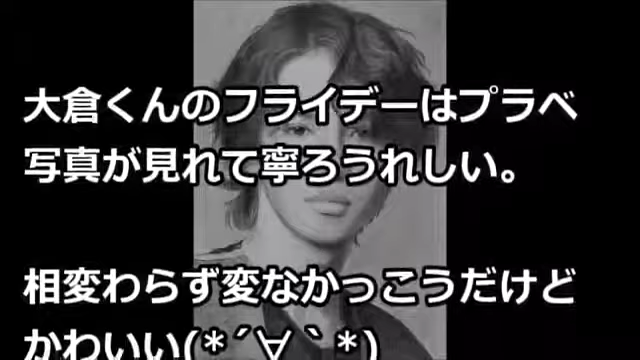 大倉くんのフライデーはプラベ
写真が見れて寧ろうれしい。
相変わらず変なかっこうだけど
かわいい(*´∀｀*)